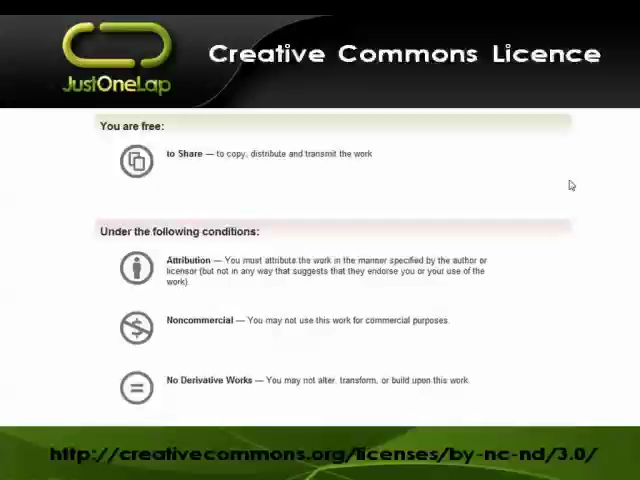 JustOneLap
Creative Commons Licence
You are free:
to Share — to copy, distribute and transmit the work
Under the following conditions:
Attribution — You must attribute the work in the manner specified by the author or
licensor (but not in any way that suggests that they endorse you or your use of the
work).
Noncommercial — You may not use this work for commercial purposes.
No Derivative Works — You may not alter, transform, or build upon this work.
http://creativecommons.org/licenses/by-nc-nd/3.0/